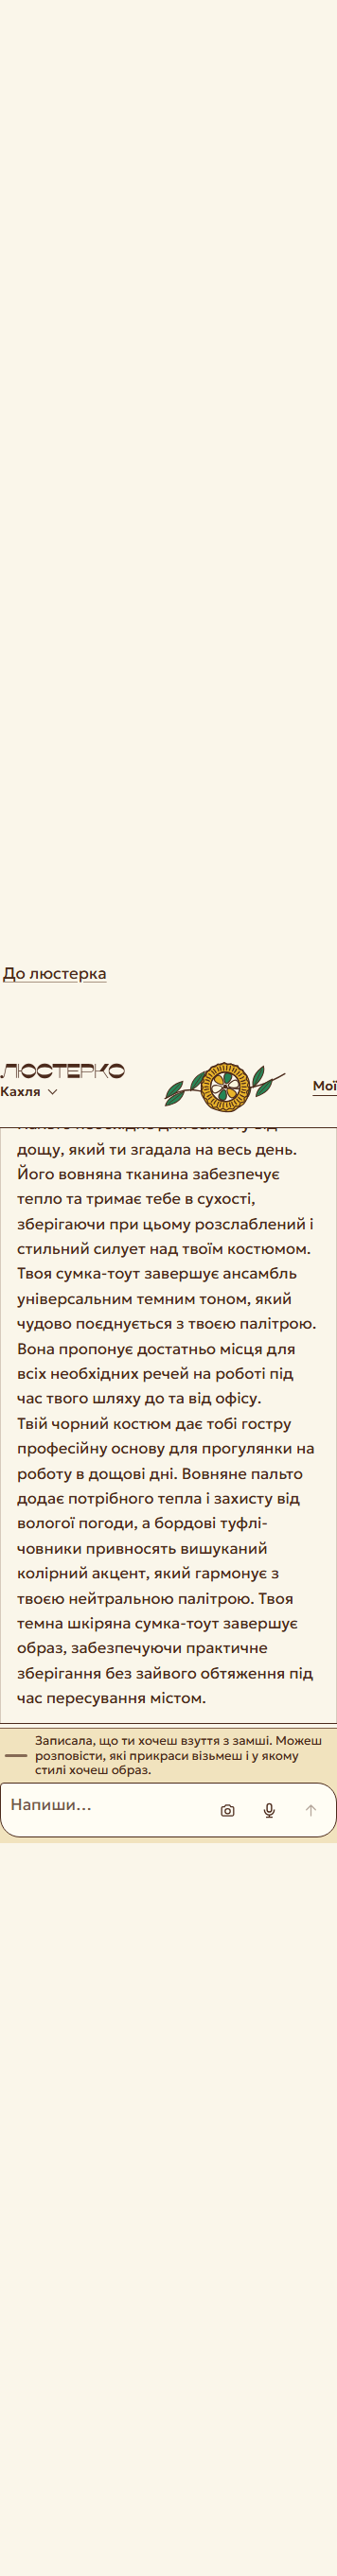 До люстерка
ЛЮСТЕРКО
Кахля
Мої
дощу, який ти згадала на весь день.
Його вовняна тканина забезпечує
тепло та тримає тебе в сухості,
зберігаючи при цьому розслаблений і
стильний силует над твоїм костюмом.
Твоя сумка-тоут завершує ансамбль
універсальним темним тоном, який
чудово поєднується з твоєю палітрою.
Вона пропонує достатньо місця для
всіх необхідних речей на роботі під
час твого шляху до та від офісу.
Твій чорний костюм дає тобі гостру
професійну основу для прогулянки на
роботу в дощові дні. Вовняне пальто
додає потрібного тепла і захисту від
вологої погоди, а бордові туфлі-
човники привносять вишуканий
колірний акцент, який гармонує з
твоєю нейтральною палітрою. Твоя
темна шкіряна сумка-тоут завершує
образ, забезпечуючи практичне
зберігання без зайвого обтяження під
час пересування містом.
Записала, що ти хочеш взуття з замші. Можеш
розповісти, які прикраси візьмеш і у якому
стилі хочеш образ.
Напиши...